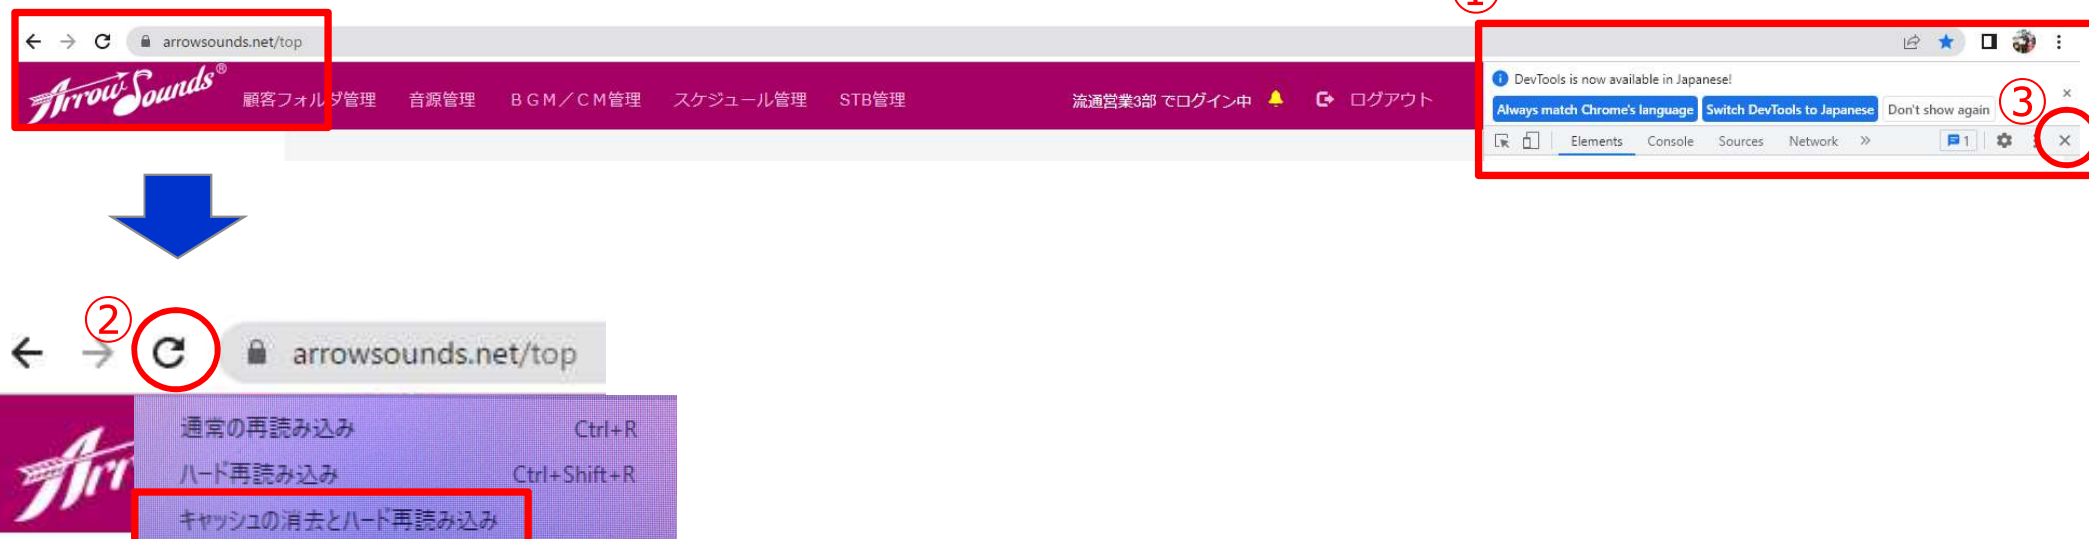 ①
arrowsounds.net/top
ArrowSounds®
顧客フォルダ管理 音源管理 BGM/CM管理 スケジュール管理 STB管理 流通営業3部 でログイン中 ログアウト
DevTools is now available in Japanese!
Always match Chrome's language Switch DevTools to Japanese Don't show again
③
Elements Console Sources Network » 1
②
arrowsounds.net/top
Arr
通常の再読み込み Ctrl+R
ハード再読み込み Ctrl+Shift+R
キャッシュの消去とハード再読み込み